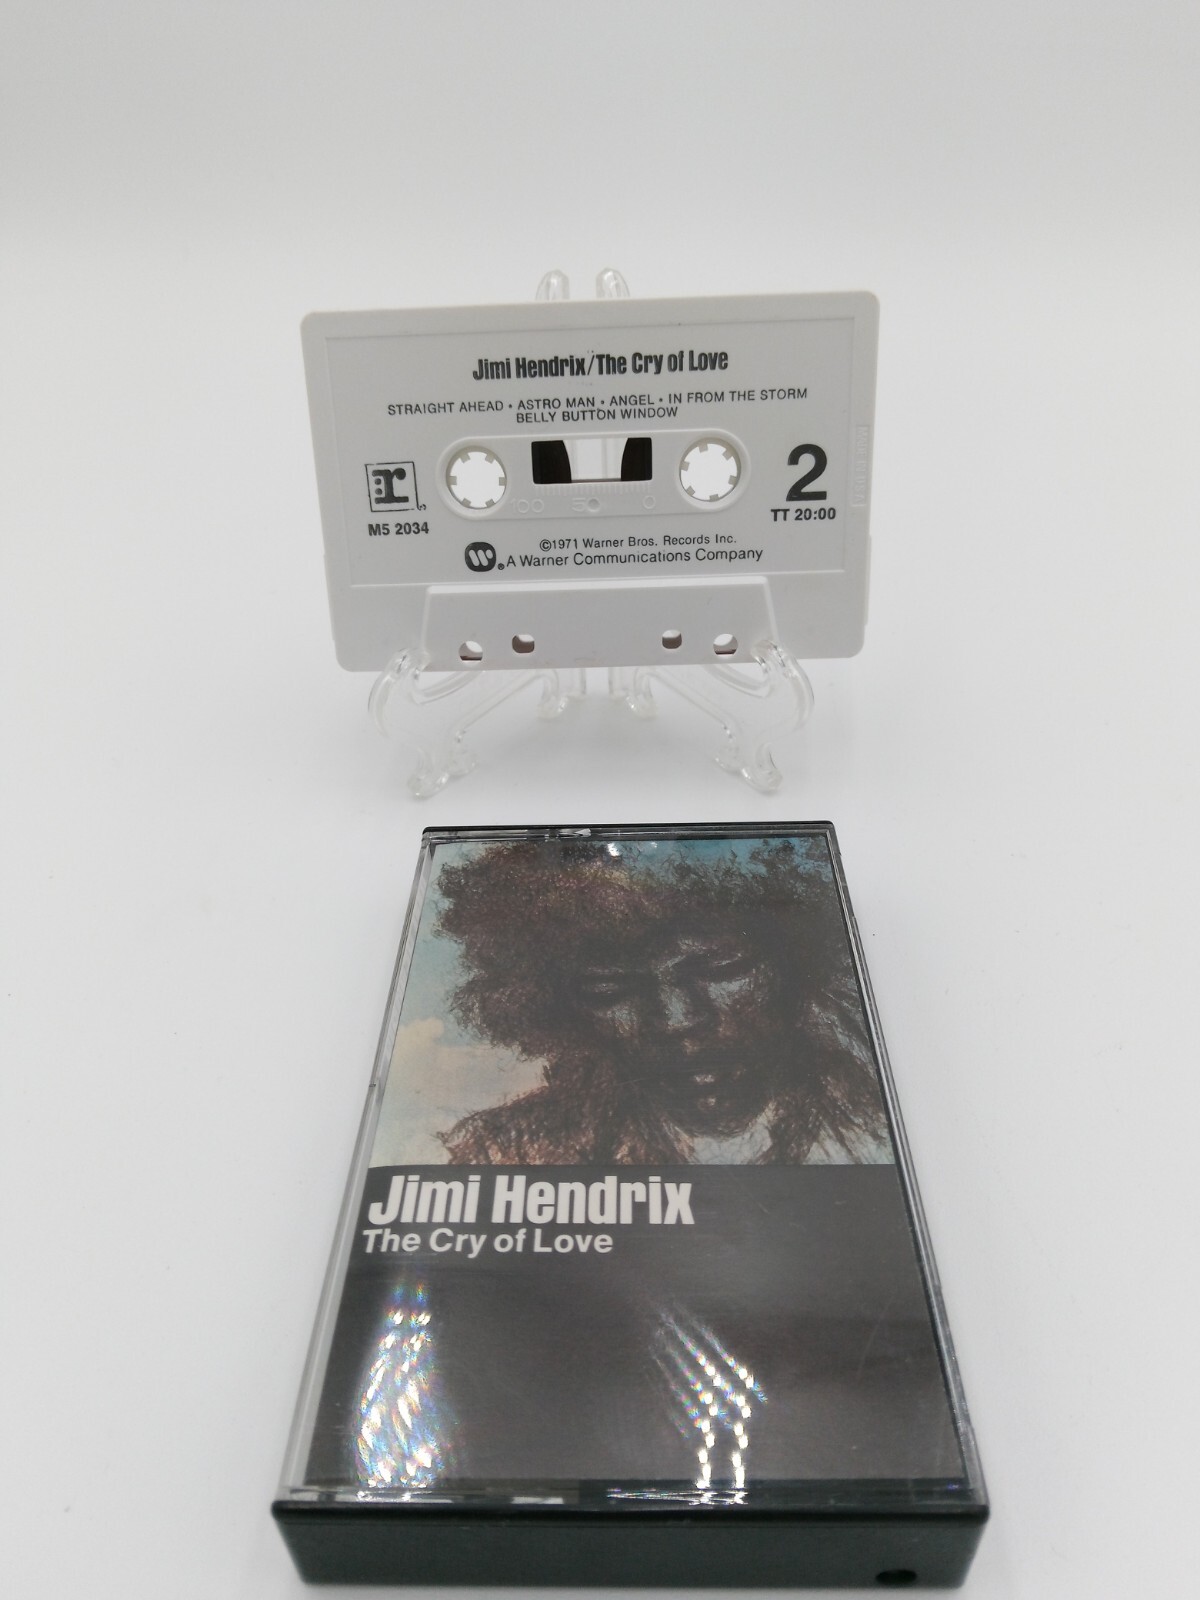 Jimi Hendrix/The Cry of Love
STRAIGHT AHEAD • ASTRO MAN • ANGEL • IN FROM THE STORM
BELLY BUTTON WINDOW
r
2
100 50 0
M5 2034
TT 20:00
©1971 Warner Bros. Records Inc.
W ® A Warner Communications Company
Jimi Hendrix
The Cry of Love